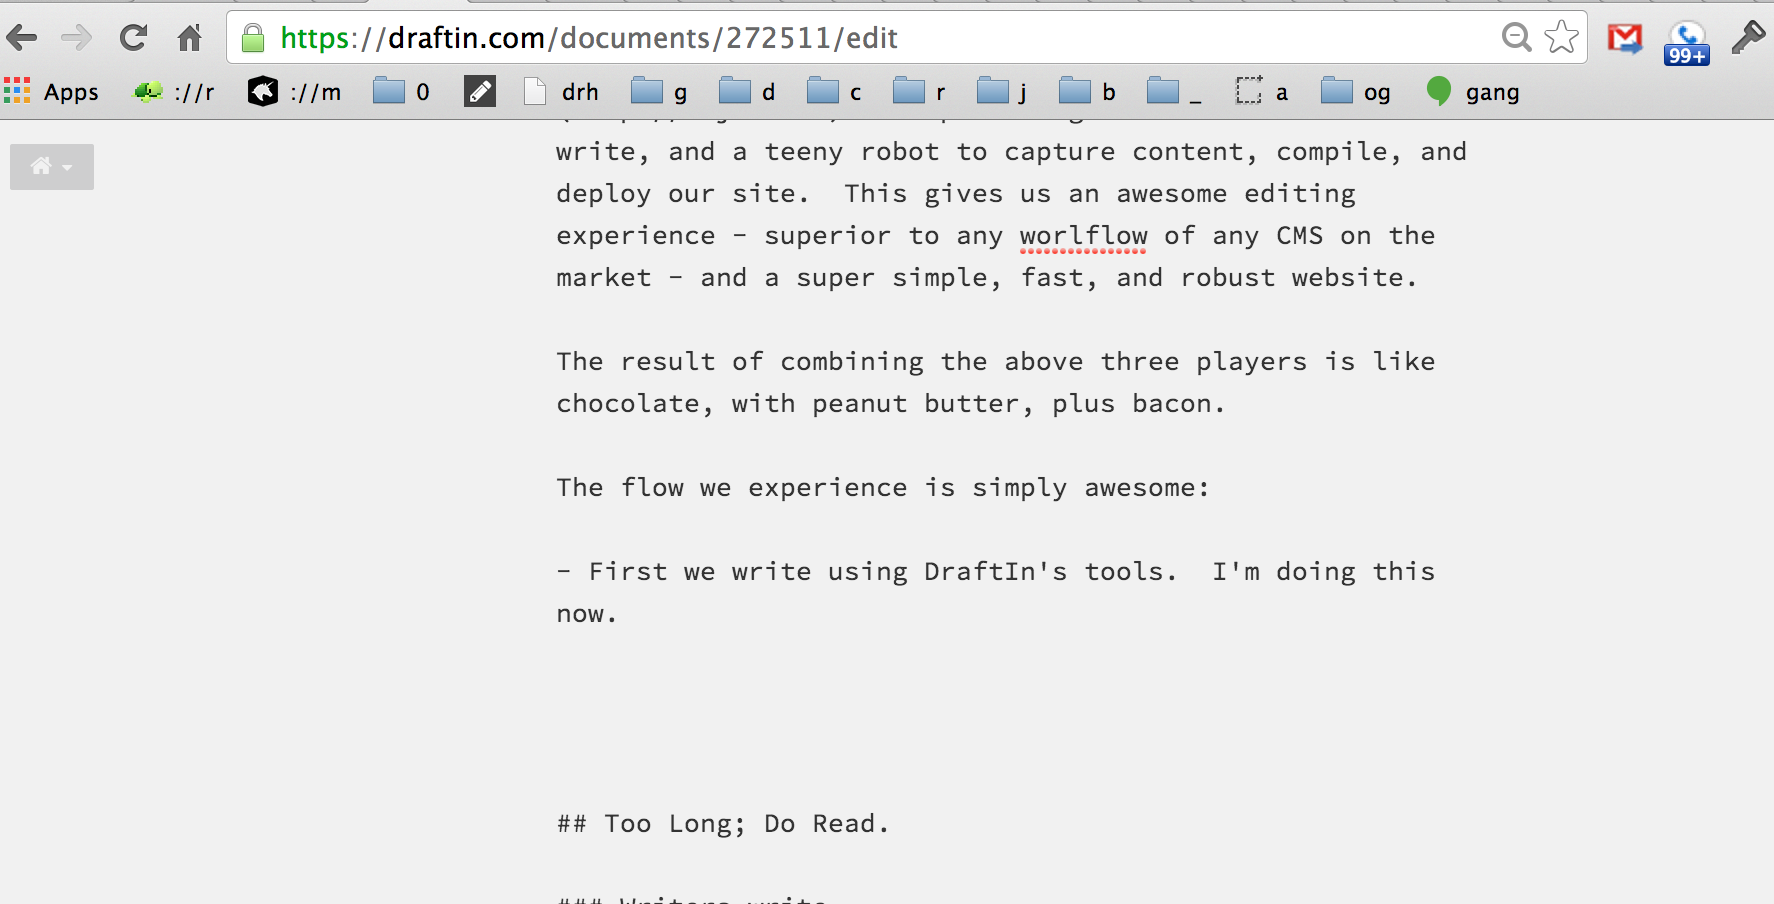 https://draftin.com/documents/272511/edit
99+
Apps ://r ://m 0 drh g d c r j b _ a og gang
write, and a teeny robot to capture content, compile, and
deploy our site.  This gives us an awesome editing
experience - superior to any worlflow of any CMS on the
market - and a super simple, fast, and robust website.
The result of combining the above three players is like
chocolate, with peanut butter, plus bacon.
The flow we experience is simply awesome:
- First we write using DraftIn's tools.  I'm doing this
now.
## Too Long; Do Read.
### Writers write